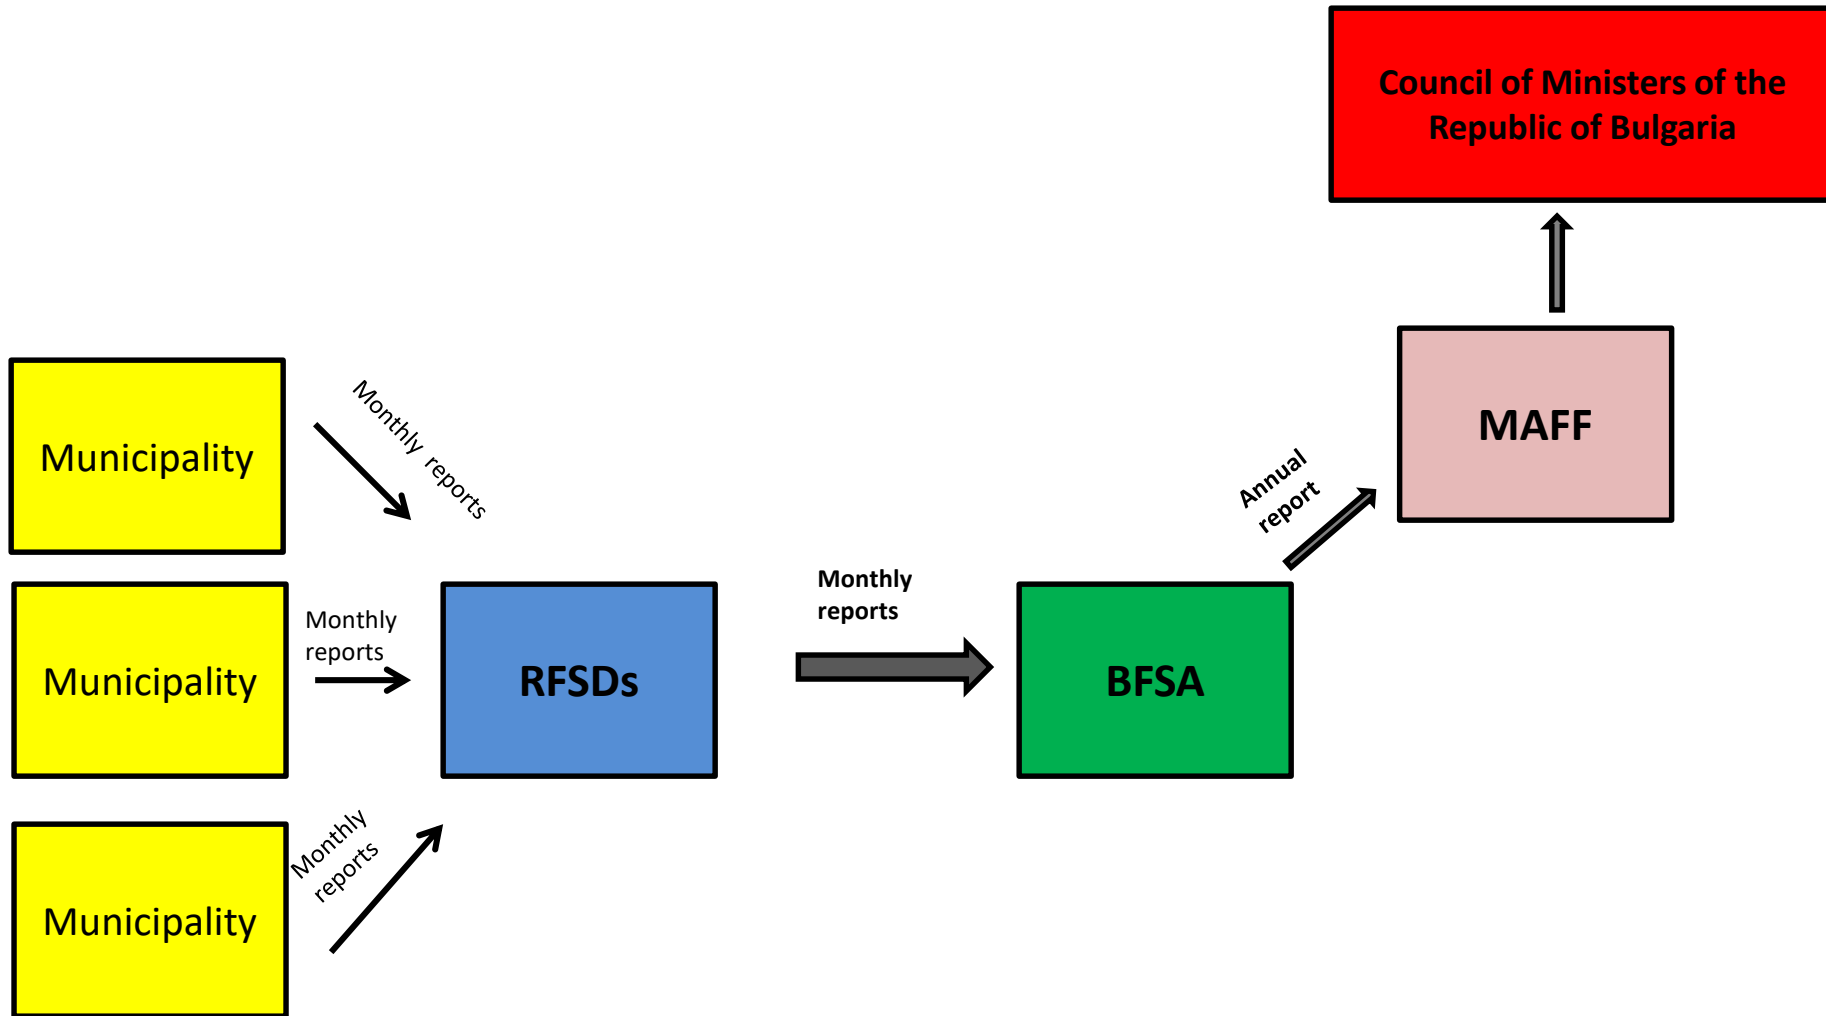 Council of Ministers of the
Republic of Bulgaria
MAFF
Annual
report
Municipality
Monthly reports
Municipality
Monthly
reports
RFSDs
Monthly
reports
BFSA
Municipality
Monthly
reports